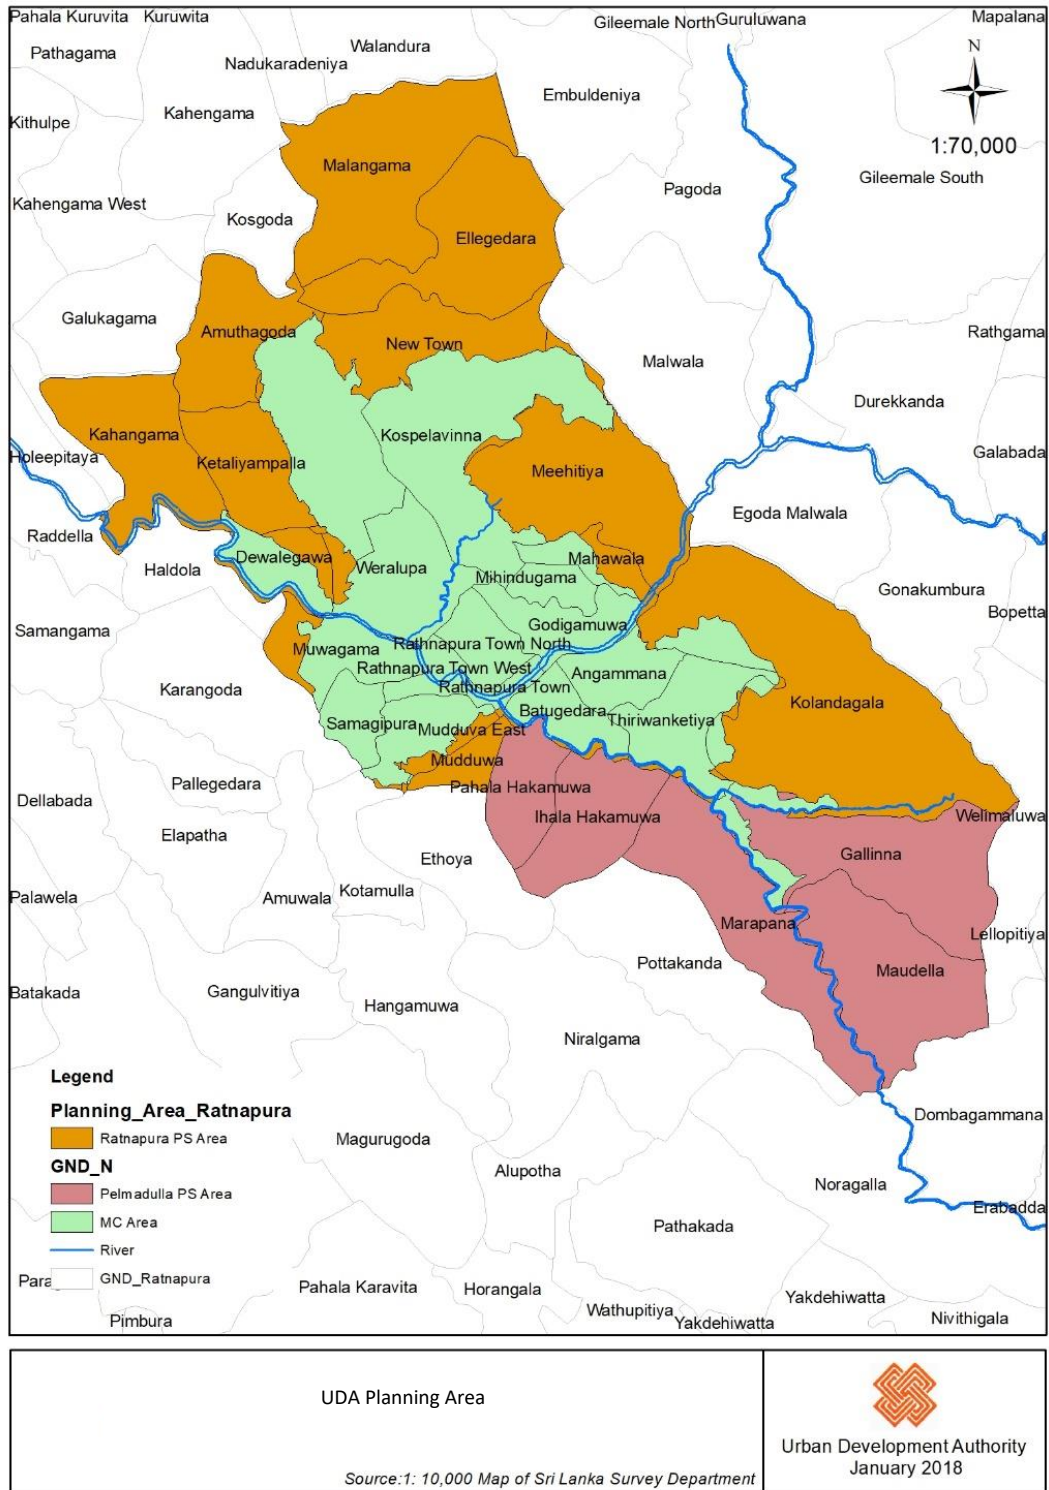 Pahala Kuruvita
Kuruwita
Gileemale North
Guruluwana
Mapalana
Pathagama
Walandura
Nadukaradeniya
N
Embuldeniya
Kahengama
Kithulpe
1:70,000
Malangama
Gileemale South
Pagoda
Kahengama West
Kosgoda
Ellegedara
Galukagama
Amuthagoda
New Town
Rathgama
Malwala
Durekkanda
Kahangama
Kospelavinna
Holeepitaya
Ketaliyampalla
Meehitiya
Galabada
Egoda Malwala
Raddella
Dewalegawa
Mahawala
Haldola
Weralupa
Mihindugama
Gonakumbura
Bopetta
Samangama
Godigamuwa
Muwagama
Rathnapura Town North
Rathnapura Town West
Angammana
Karangoda
Rathnapura Town
Kolandagala
Batugedara
Thiriwanketiya
Samagipura
Mudduva East
Mudduwa
Pallegedara
Pahala Hakamuwa
Dellabada
Ihala Hakamuwa
Welimaluwa
Elapatha
Gallinna
Ethoya
Palawela
Amuwala
Kotamulla
Marapana
Lellopitiya
Pottakanda
Maudella
Batakada
Gangulvitiya
Hangamuwa
Niralgama
Legend
Planning_Area_Ratnapura
Ratnapura PS Area
GND_N
Pelmadulla PS Area
MC Area
River
GND_Ratnapura
Dombagammana
Magurugoda
Alupotha
Noragalla
Erabadda
Pathakada
Para
Pahala Karavita
Horangala
Yakdehiwatta
Wathupitiya
Pimbura
Yakdehiwatta
Nivithigala
UDA Planning Area
Source:1: 10,000 Map of Sri Lanka Survey Department
Urban Development Authority
January 2018